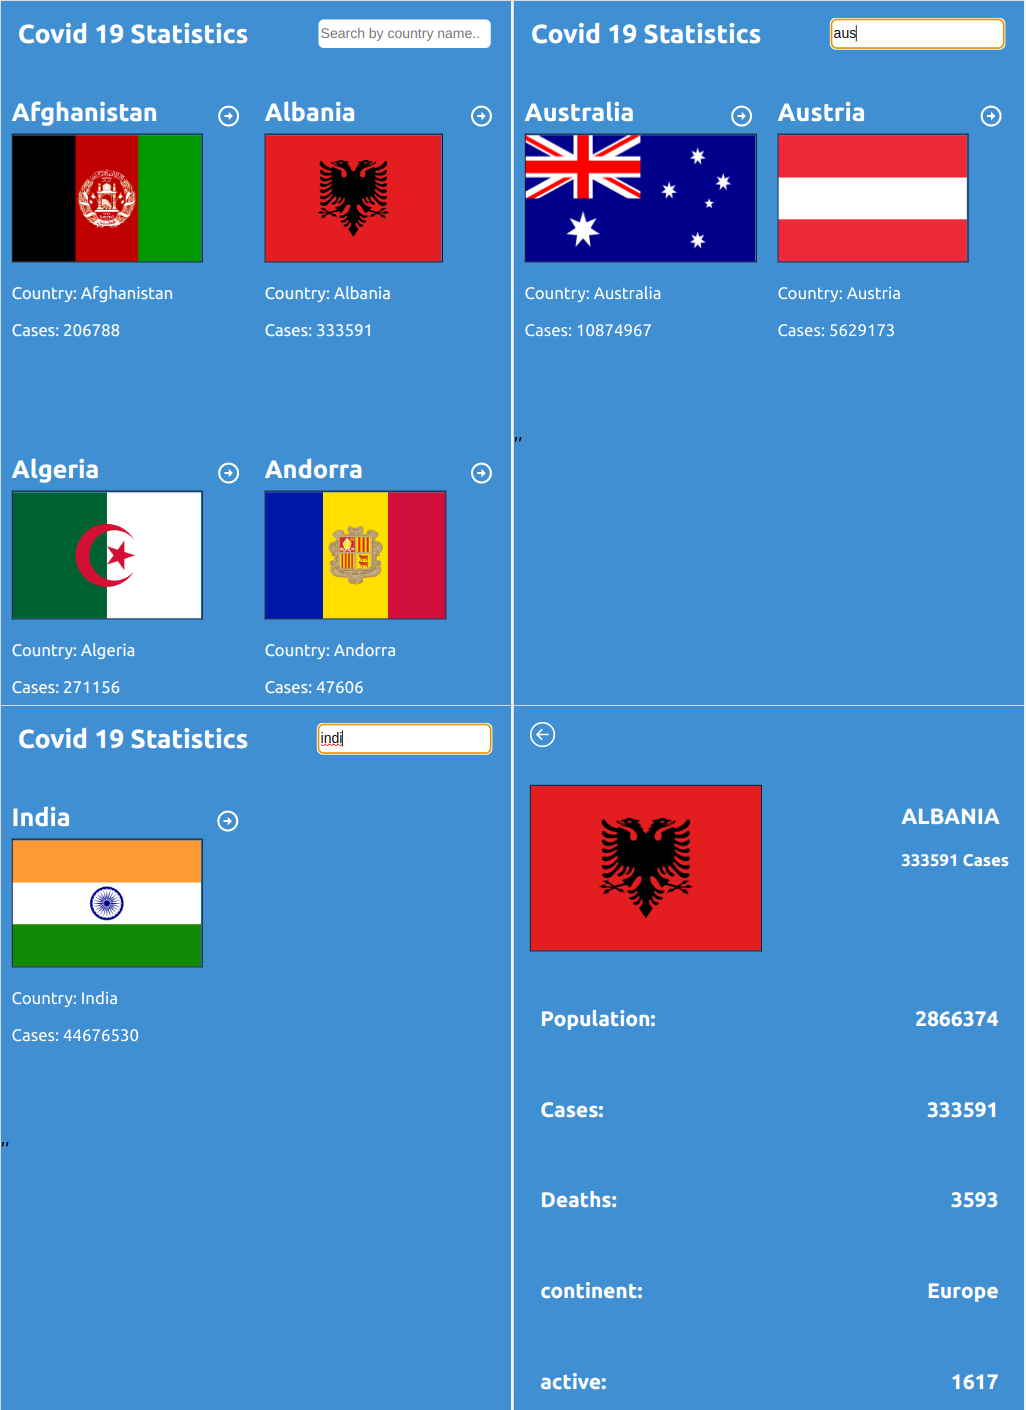 Covid 19 Statistics
Search by country name..
Afghanistan
Albania
Country: Afghanistan
Country: Albania
Cases: 206788
Cases: 333591
Algeria
Andorra
Country: Algeria
Country: Andorra
Cases: 271156
Cases: 47606
Covid 19 Statistics
aus
Australia
Austria
Country: Australia
Country: Austria
Cases: 10874967
Cases: 5629173
,,
Covid 19 Statistics
indi
India
Country: India
Cases: 44676530
,,
ALBANIA
333591 Cases
Population: 2866374
Cases: 333591
Deaths: 3593
continent: Europe
active: 1617